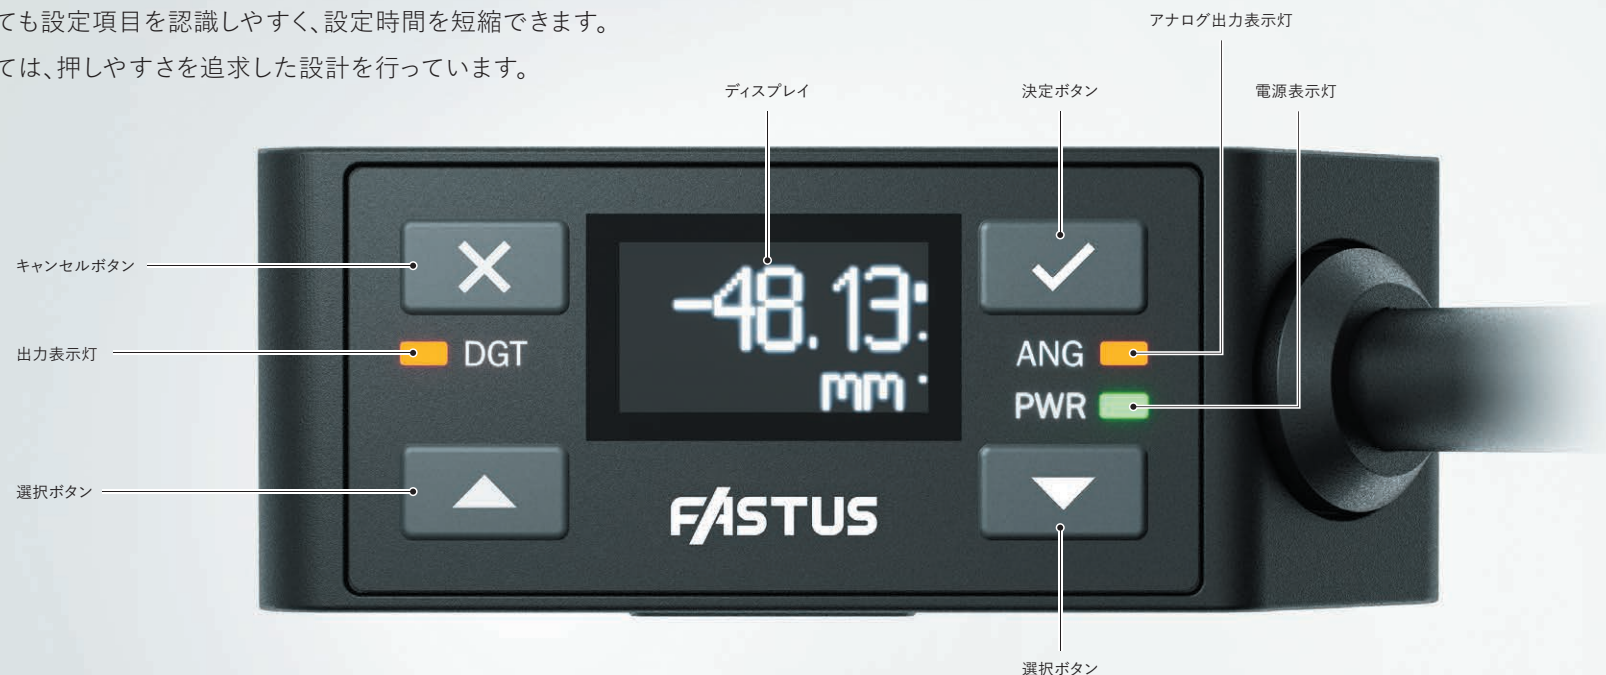 ても設定項目を認識しやすく、設定時間を短縮できます。
ては、押しやすさを追求した設計を行っています。
アナログ出力表示灯
ディスプレイ
決定ボタン
電源表示灯
キャンセルボタン
-48.13
mm
出力表示灯
DGT
ANG
PWR
選択ボタン
FASTUS
選択ボタン